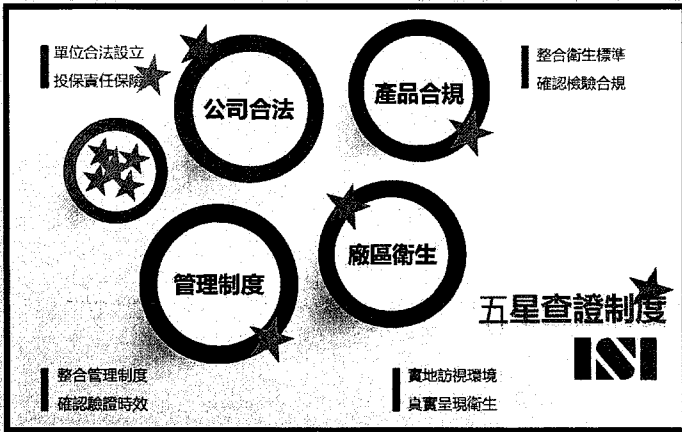 單位合法設立
投保責任保險
公司合法
產品合規
整合衛生標準
確認檢驗合規
管理制度
廠區衛生
五星查證制度
ISI
整合管理制度
確認驗證時效
實地訪視環境
真實呈現衛生